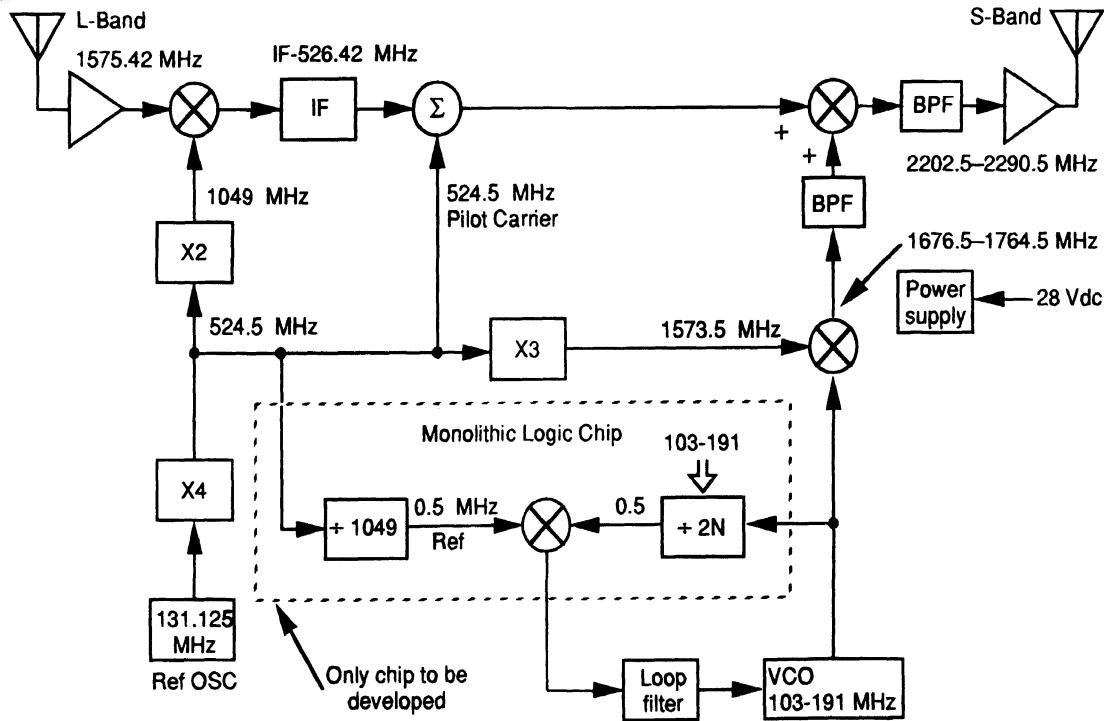 L-Band
S-Band
1575.42 MHz
IF-526.42 MHz
IF
Σ
BPF
+
+
2202.5–2290.5 MHz
1049 MHz
524.5 MHz
Pilot Carrier
BPF
X2
1676.5–1764.5 MHz
Power
supply
28 Vdc
524.5 MHz
X3
1573.5 MHz
Monolithic Logic Chip
103-191
X4
÷ 1049
0.5 MHz
Ref
0.5
÷ 2N
131.125
MHz
Ref OSC
Only chip to be
developed
Loop
filter
VCO
103-191 MHz